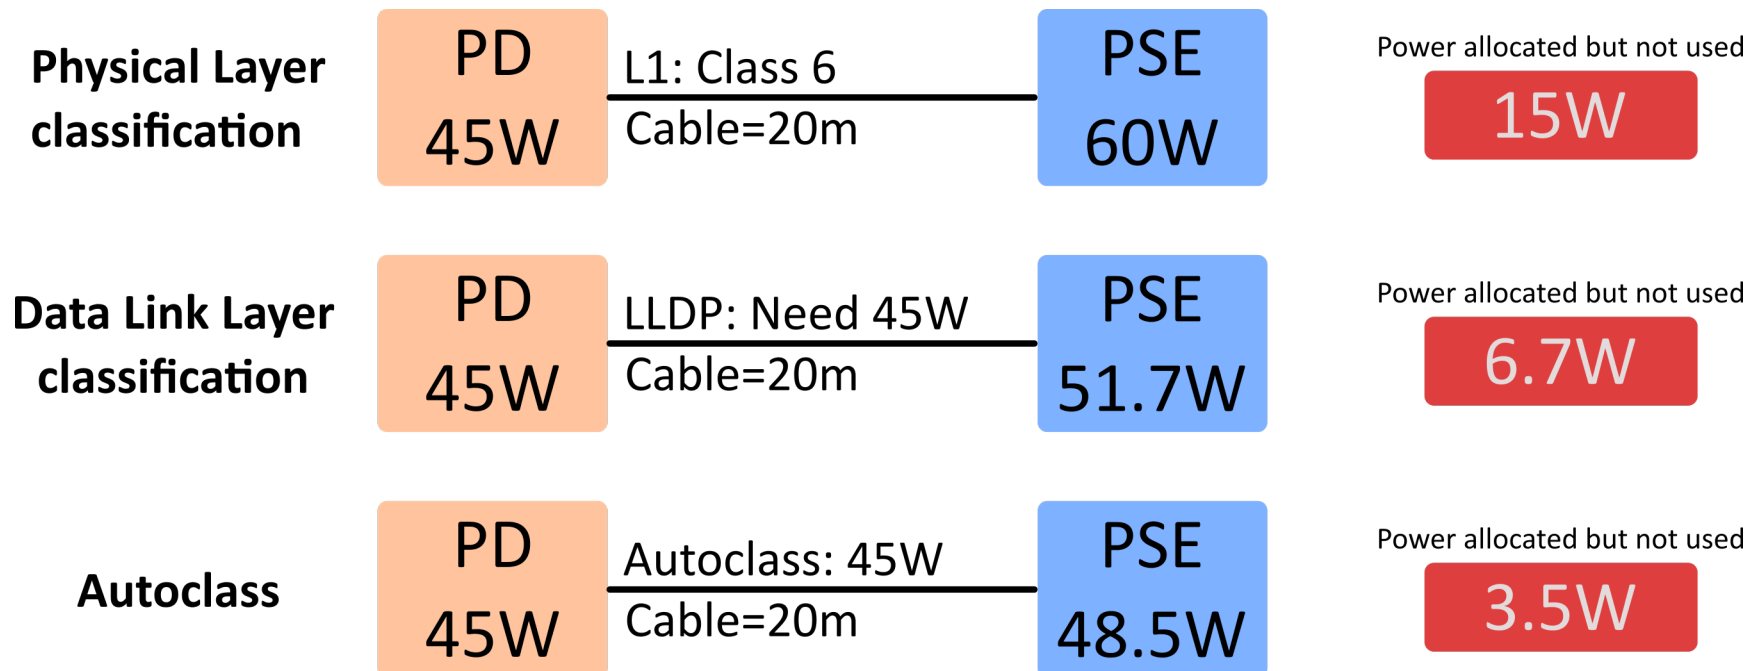 Physical Layer
classification
PD
45W
L1: Class 6
Cable=20m
PSE
60W
Power allocated but not used
15W
Data Link Layer
classification
PD
45W
LLDP: Need 45W
Cable=20m
PSE
51.7W
Power allocated but not used
6.7W
Autoclass
PD
45W
Autoclass: 45W
Cable=20m
PSE
48.5W
Power allocated but not used
3.5W